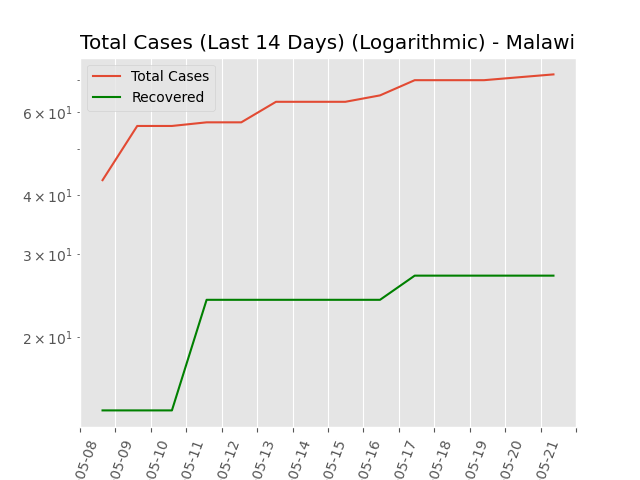 Total Cases (Last 14 Days) (Logarithmic) - Malawi
Total Cases
Recovered
6 × 10¹
4 × 10¹
3 × 10¹
2 × 10¹
05-08
05-09
05-10
05-11
05-12
05-13
05-14
05-15
05-16
05-17
05-18
05-19
05-20
05-21